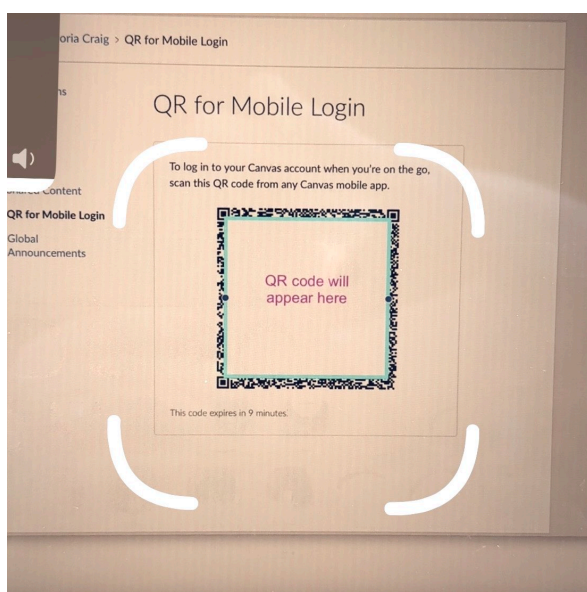 oria Craig > QR for Mobile Login
ns
QR for Mobile Login
To log in to your Canvas account when you're on the go,
scan this QR code from any Canvas mobile app.
Content
QR for Mobile Login
Global
Announcements
QR code will
appear here
This code expires in 9 minutes.